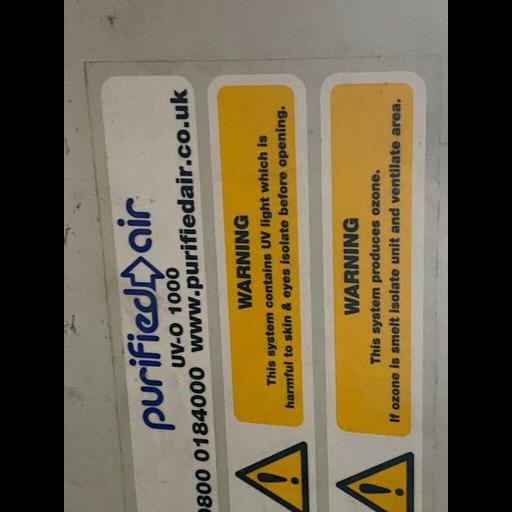 purified air
UV-O 1000
0800 0184000 www.purifiedair.co.uk
WARNING
This system contains UV light which is
harmful to skin & eyes isolate before opening.
WARNING
This system produces ozone.
If ozone is smelt isolate unit and ventilate area.